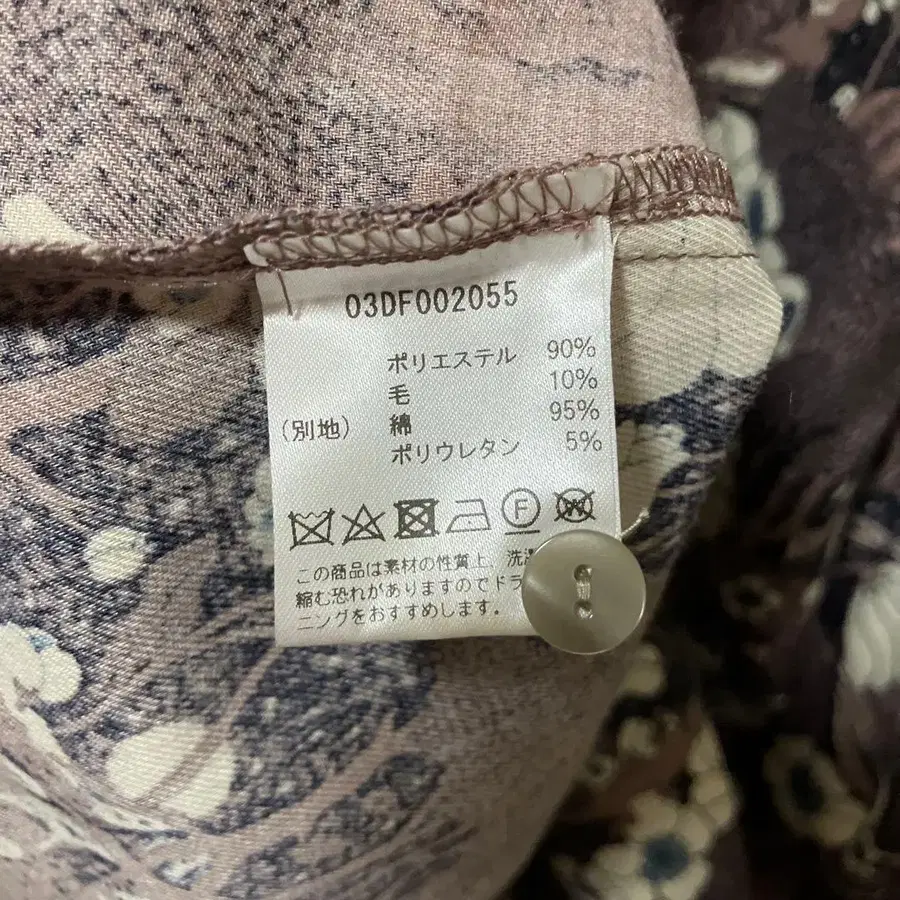 03DF002055
ポリエステル 90%
毛 10%
(別地) 綿 95%
ポリウレタン 5%
F
この商品は素材の性質上、洗濯
縮む恐れがありますのでドラ
ニングをおすすめします。